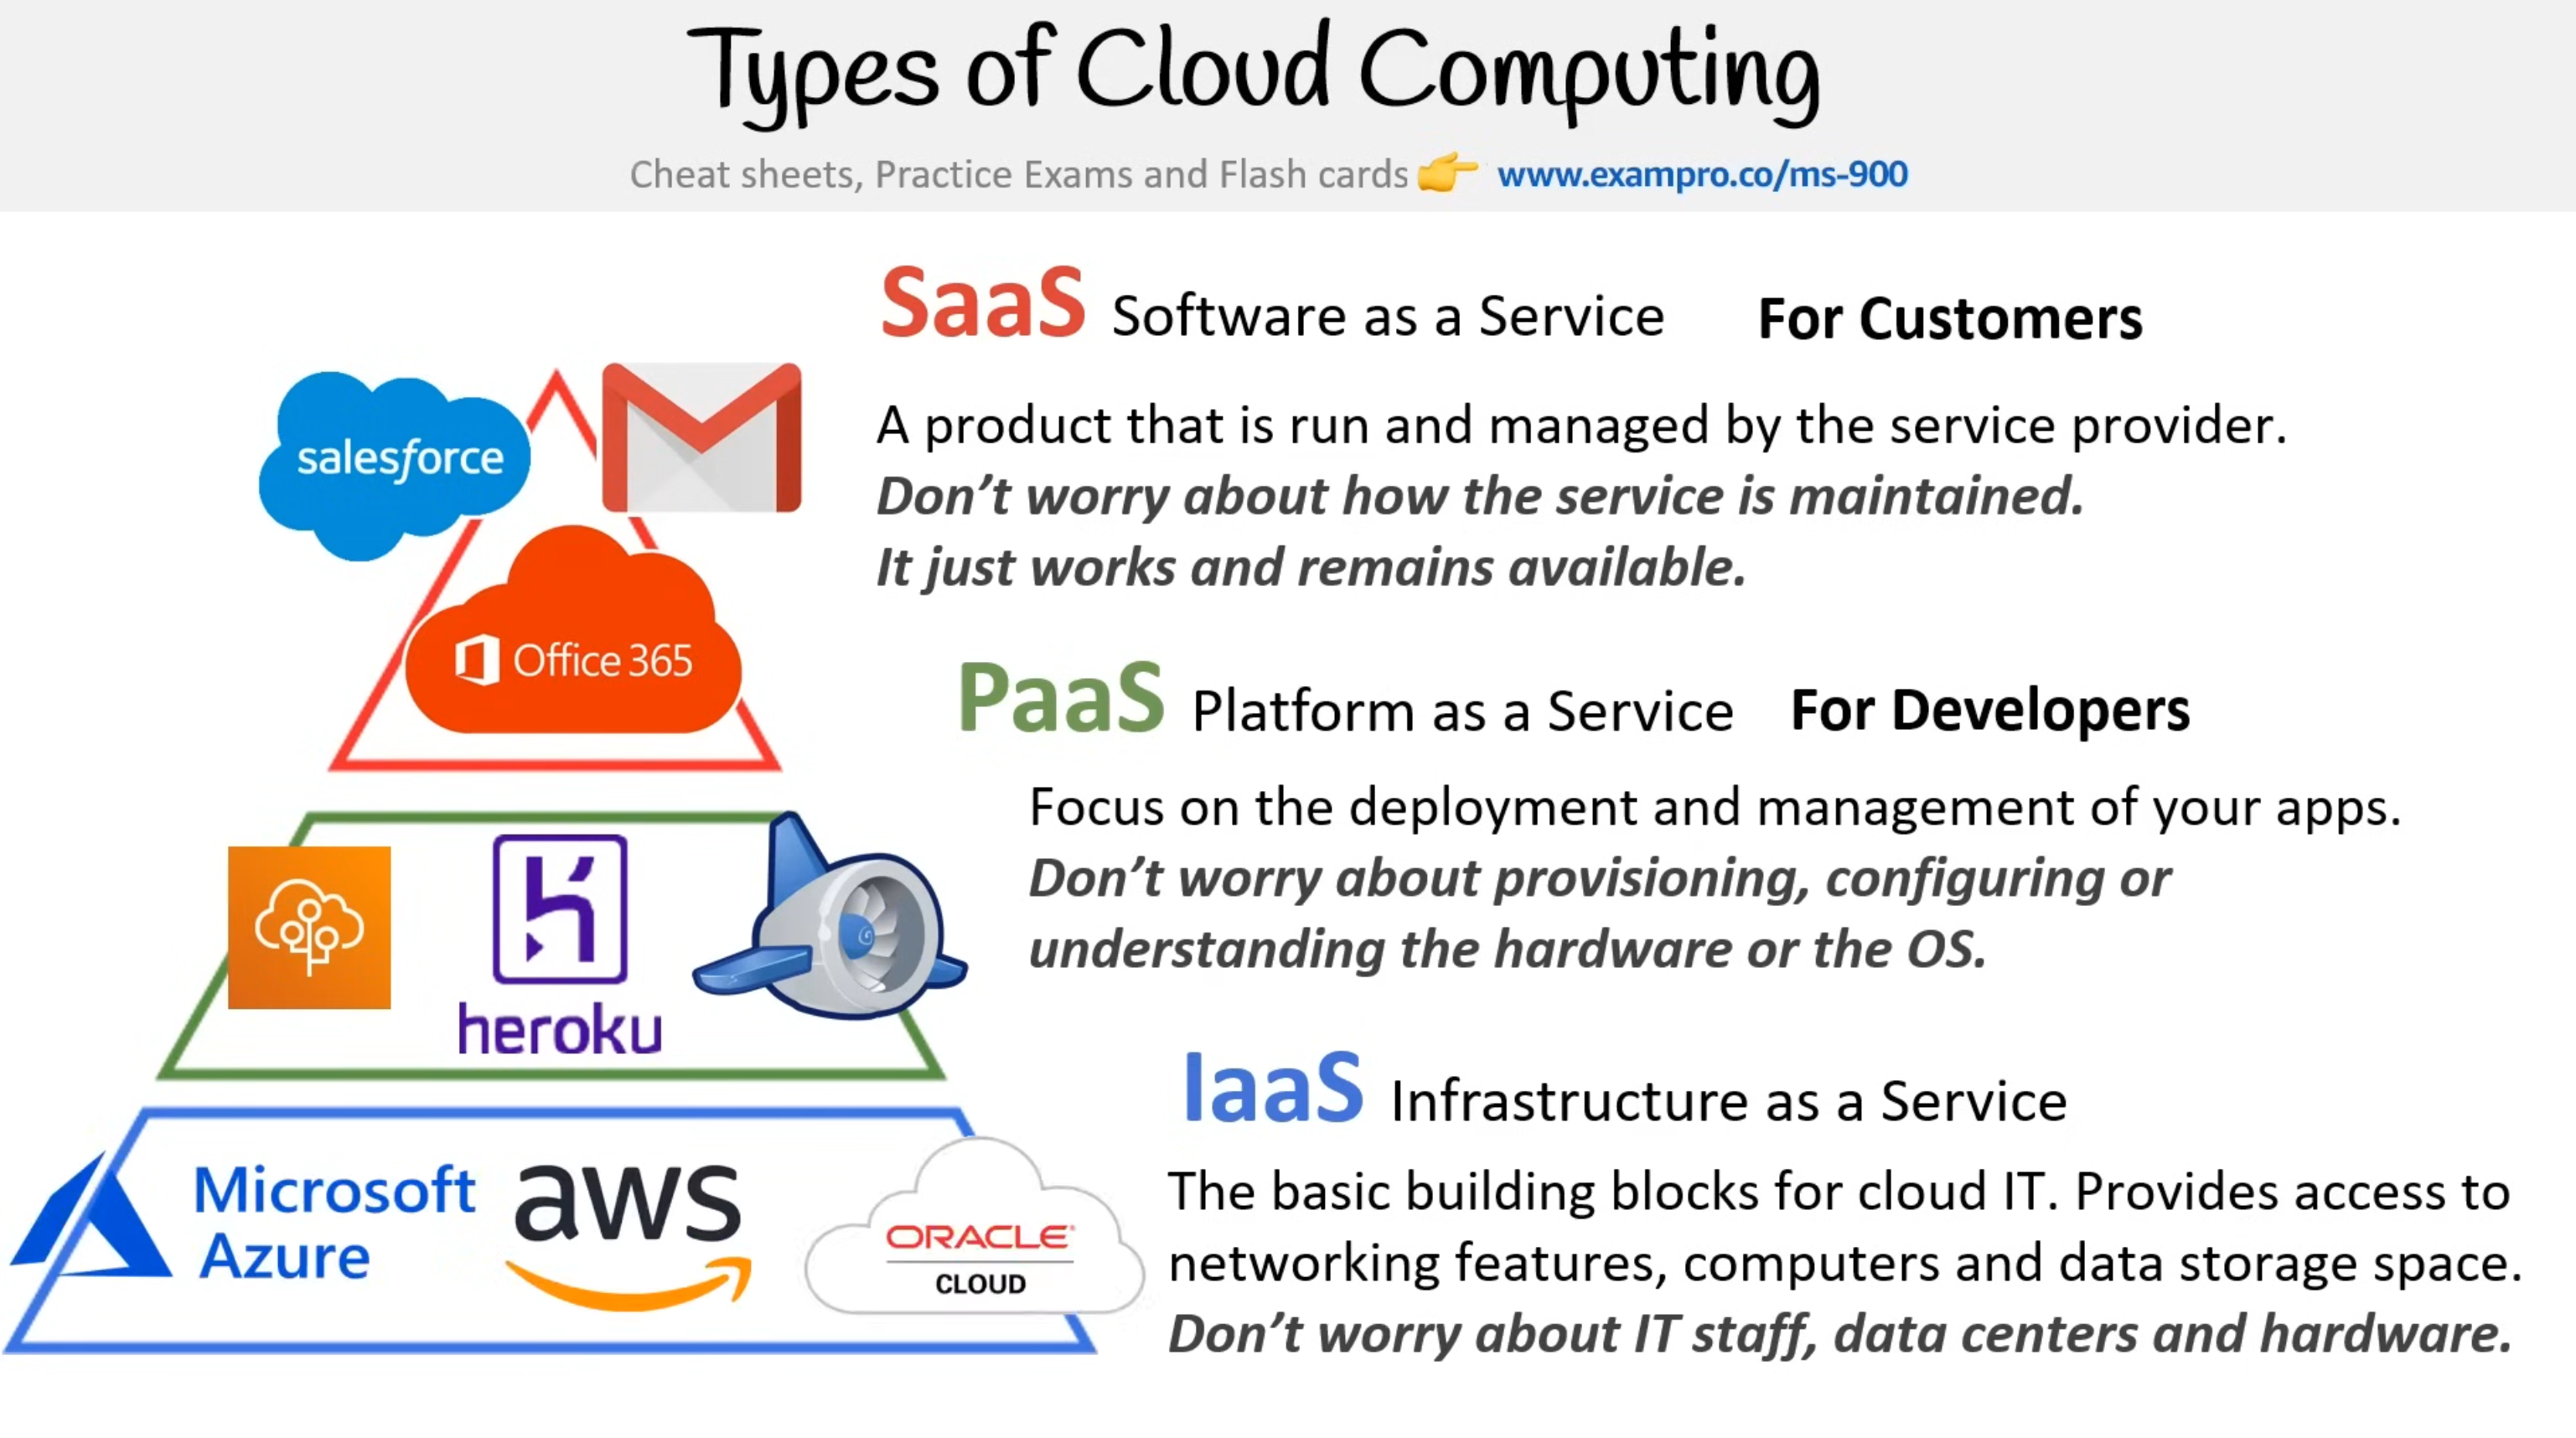 Types of Cloud Computing
Cheat sheets, Practice Exams and Flash cards 👉 www.exampro.co/ms-900
SaaS Software as a Service For Customers
A product that is run and managed by the service provider.
Don’t worry about how the service is maintained.
It just works and remains available.
salesforce
Office 365
PaaS Platform as a Service For Developers
Focus on the deployment and management of your apps.
Don’t worry about provisioning, configuring or
understanding the hardware or the OS.
heroku
IaaS Infrastructure as a Service
The basic building blocks for cloud IT. Provides access to
networking features, computers and data storage space.
Don’t worry about IT staff, data centers and hardware.
Microsoft
Azure
aws
ORACLE
CLOUD